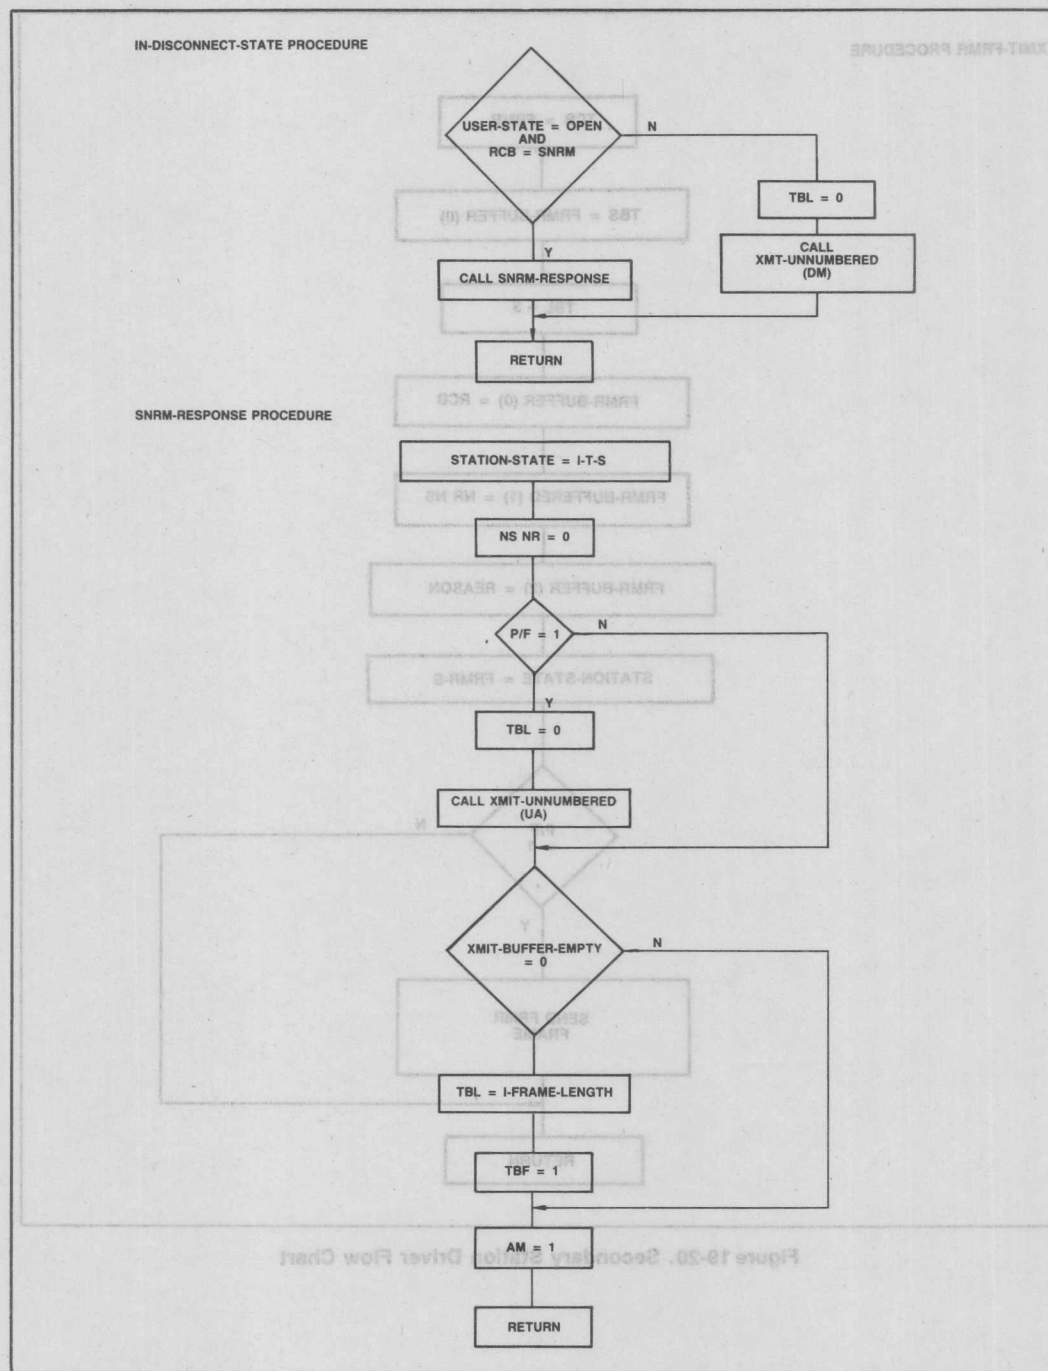 IN-DISCONNECT-STATE PROCEDURE
USER-STATE = OPEN
AND
RCB = SNRM
N
TBL = 0
CALL
XMT-UNNUMBERED
(DM)
Y
CALL SNRM-RESPONSE
RETURN
SNRM-RESPONSE PROCEDURE
STATION-STATE = I-T-S
NS NR = 0
P/F = 1
N
Y
TBL = 0
CALL XMIT-UNNUMBERED
(UA)
XMIT-BUFFER-EMPTY
= 0
N
TBL = I-FRAME-LENGTH
TBF = 1
AM = 1
RETURN